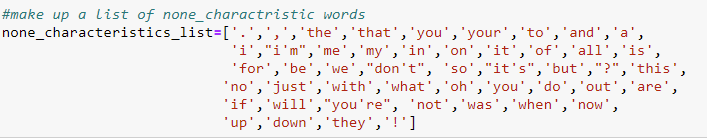 #make up a list of none_charactristic words
none_characteristics_list=['.',',','the','that','you','your','to','and','a',
'i',"i'm",'me','my','in','on','it','of','all','is',
'for','be','we',"don't", 'so',"it's",'but',"?",'this',
'no','just','with','what','oh','you','do','out','are',
'if','will',"you're", 'not','was','when','now',
'up','down','they','!']